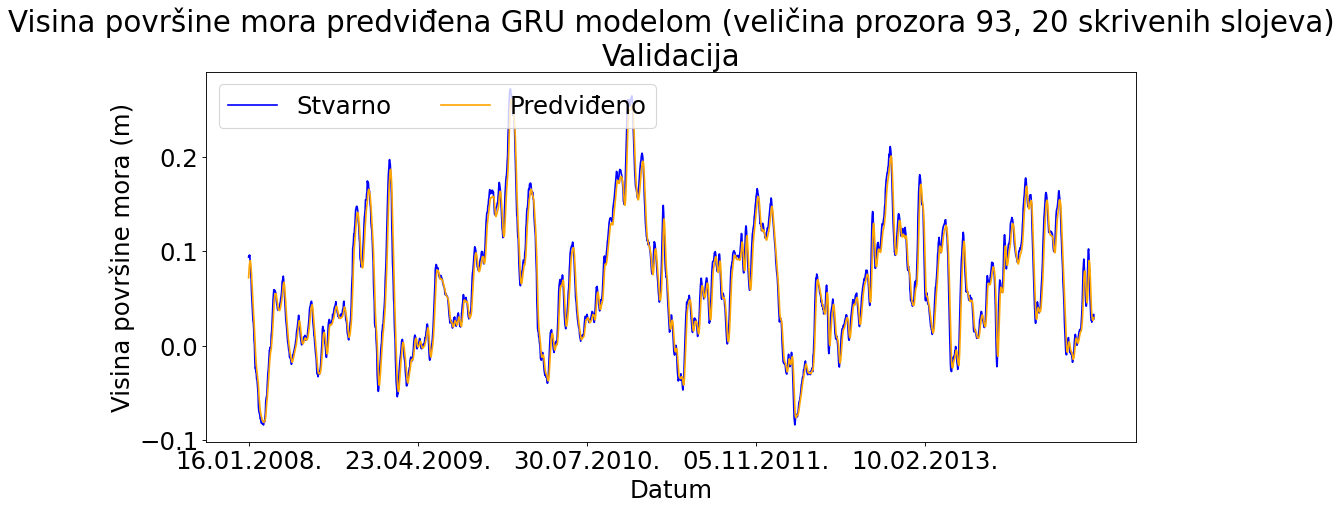 Visina površine mora predviđena GRU modelom (veličina prozora 93, 20 skrivenih slojeva)
Validacija
Stvarno Predviđeno
Visina površine mora (m)
0.2
0.1
0.0
−0.1
16.01.2008. 23.04.2009. 30.07.2010. 05.11.2011. 10.02.2013.
Datum